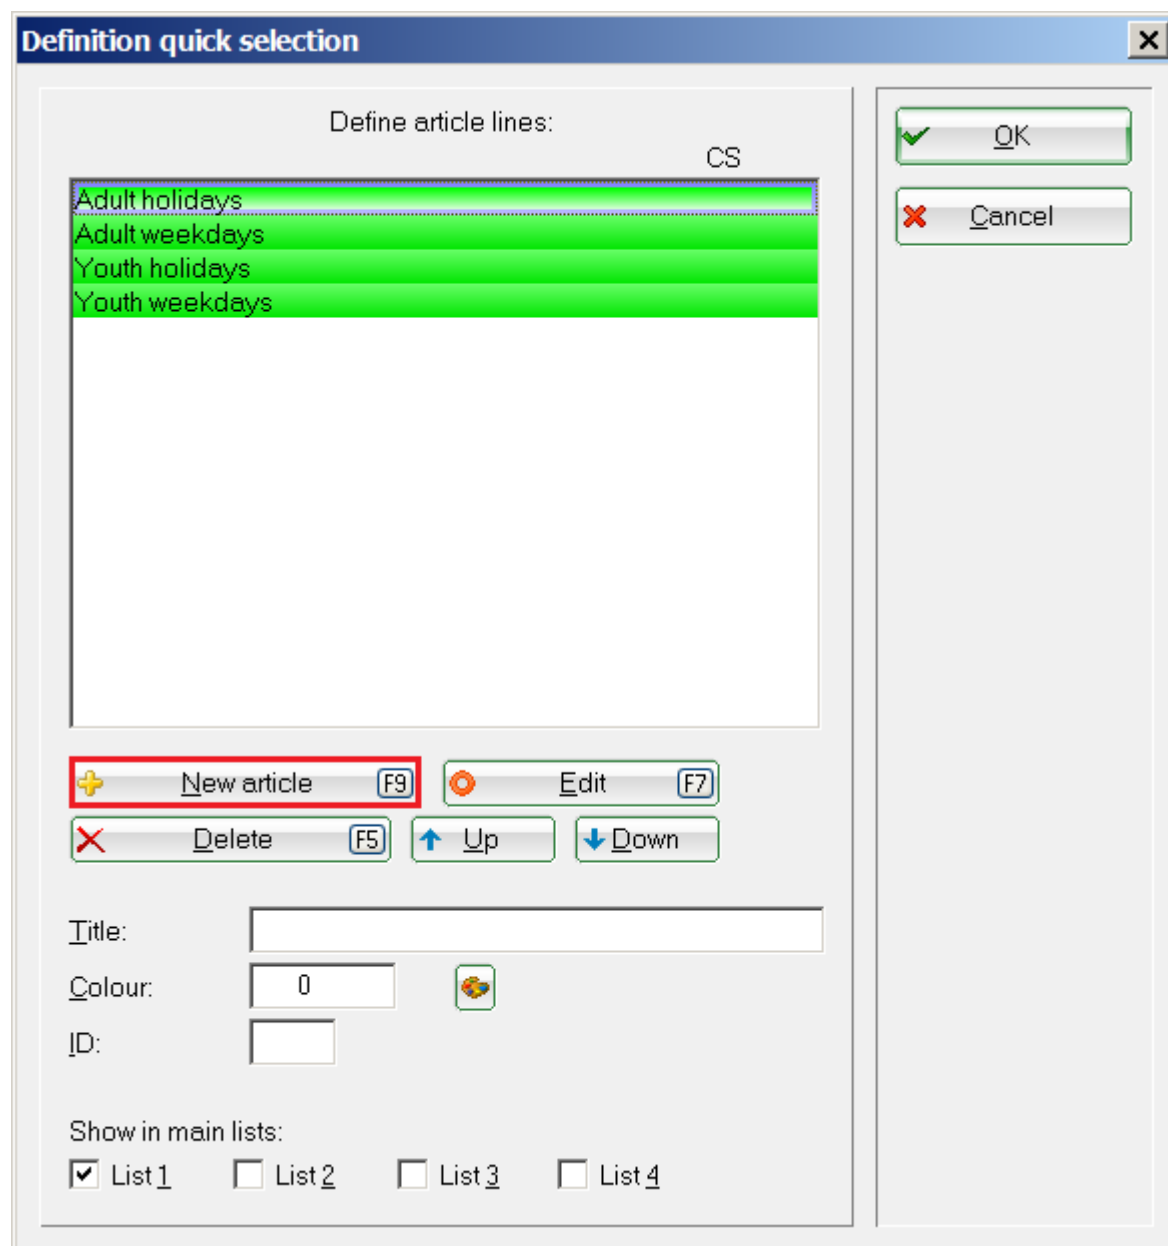 Definition quick selection
Define article lines:
CS
Adult holidays
Adult weekdays
Youth holidays
Youth weekdays
New article F9
Edit F7
Delete F5
Up
Down
Title:
Colour: 0
ID:
Show in main lists:
List 1 List 2 List 3 List 4
OK
Cancel